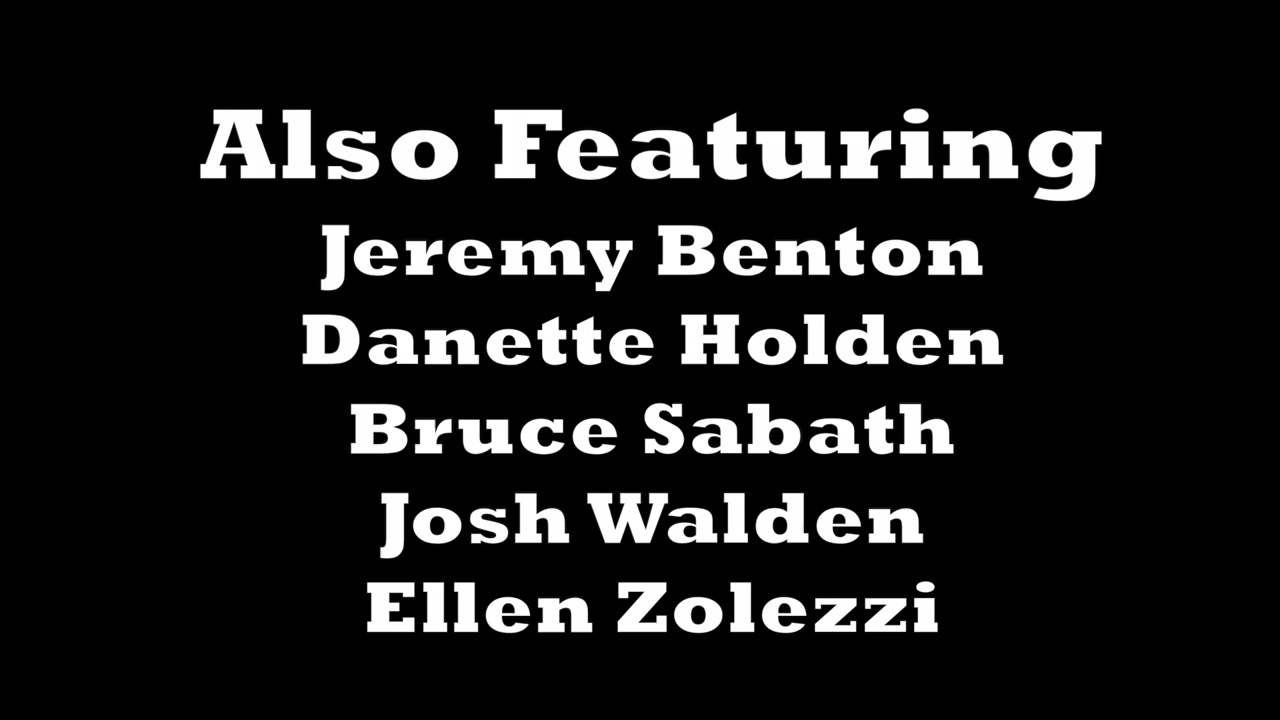 Also Featuring
Jeremy Benton
Danette Holden
Bruce Sabath
Josh Walden
Ellen Zolezzi